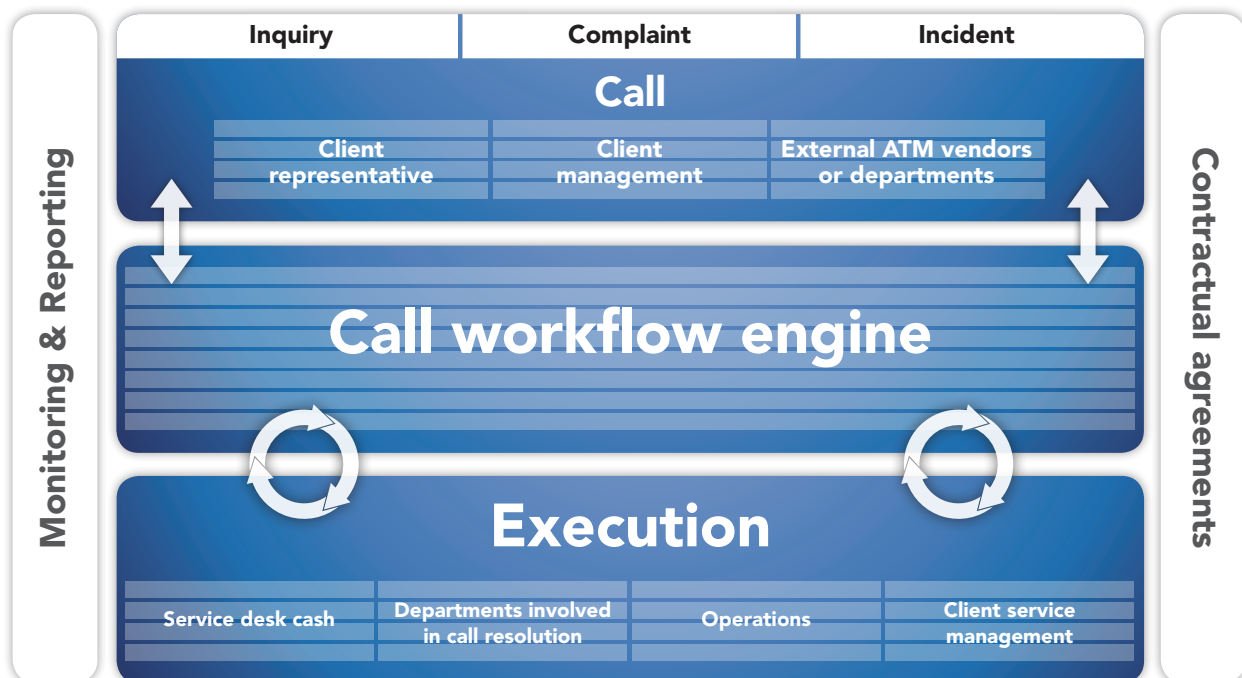 Inquiry
Complaint
Incident
Call
Client
representative
Client
management
External ATM vendors
or departments
Monitoring & Reporting
Contractual agreements
Call workflow engine
Execution
Service desk cash
Departments involved
in call resolution
Operations
Client service
management